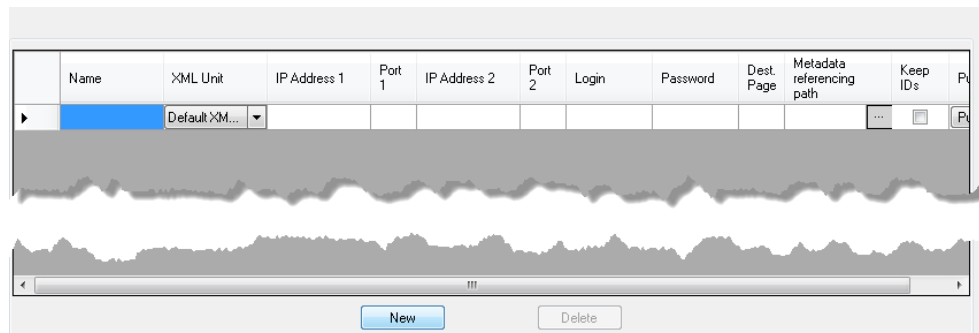 Name XML Unit IP Address 1 Port 1 IP Address 2 Port 2 Login Password Dest. Page Metadata referencing path Keep IDs
Default XM... ...
New Delete